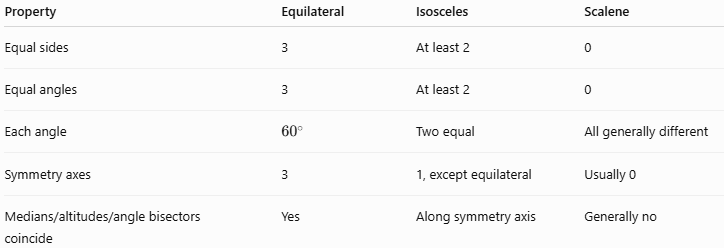 Property Equilateral Isosceles Scalene
Equal sides 3 At least 2 0
Equal angles 3 At least 2 0
Each angle 60° Two equal All generally different
Symmetry axes 3 1, except equilateral Usually 0
Medians/altitudes/angle bisectors Yes Along symmetry axis Generally no
coincide